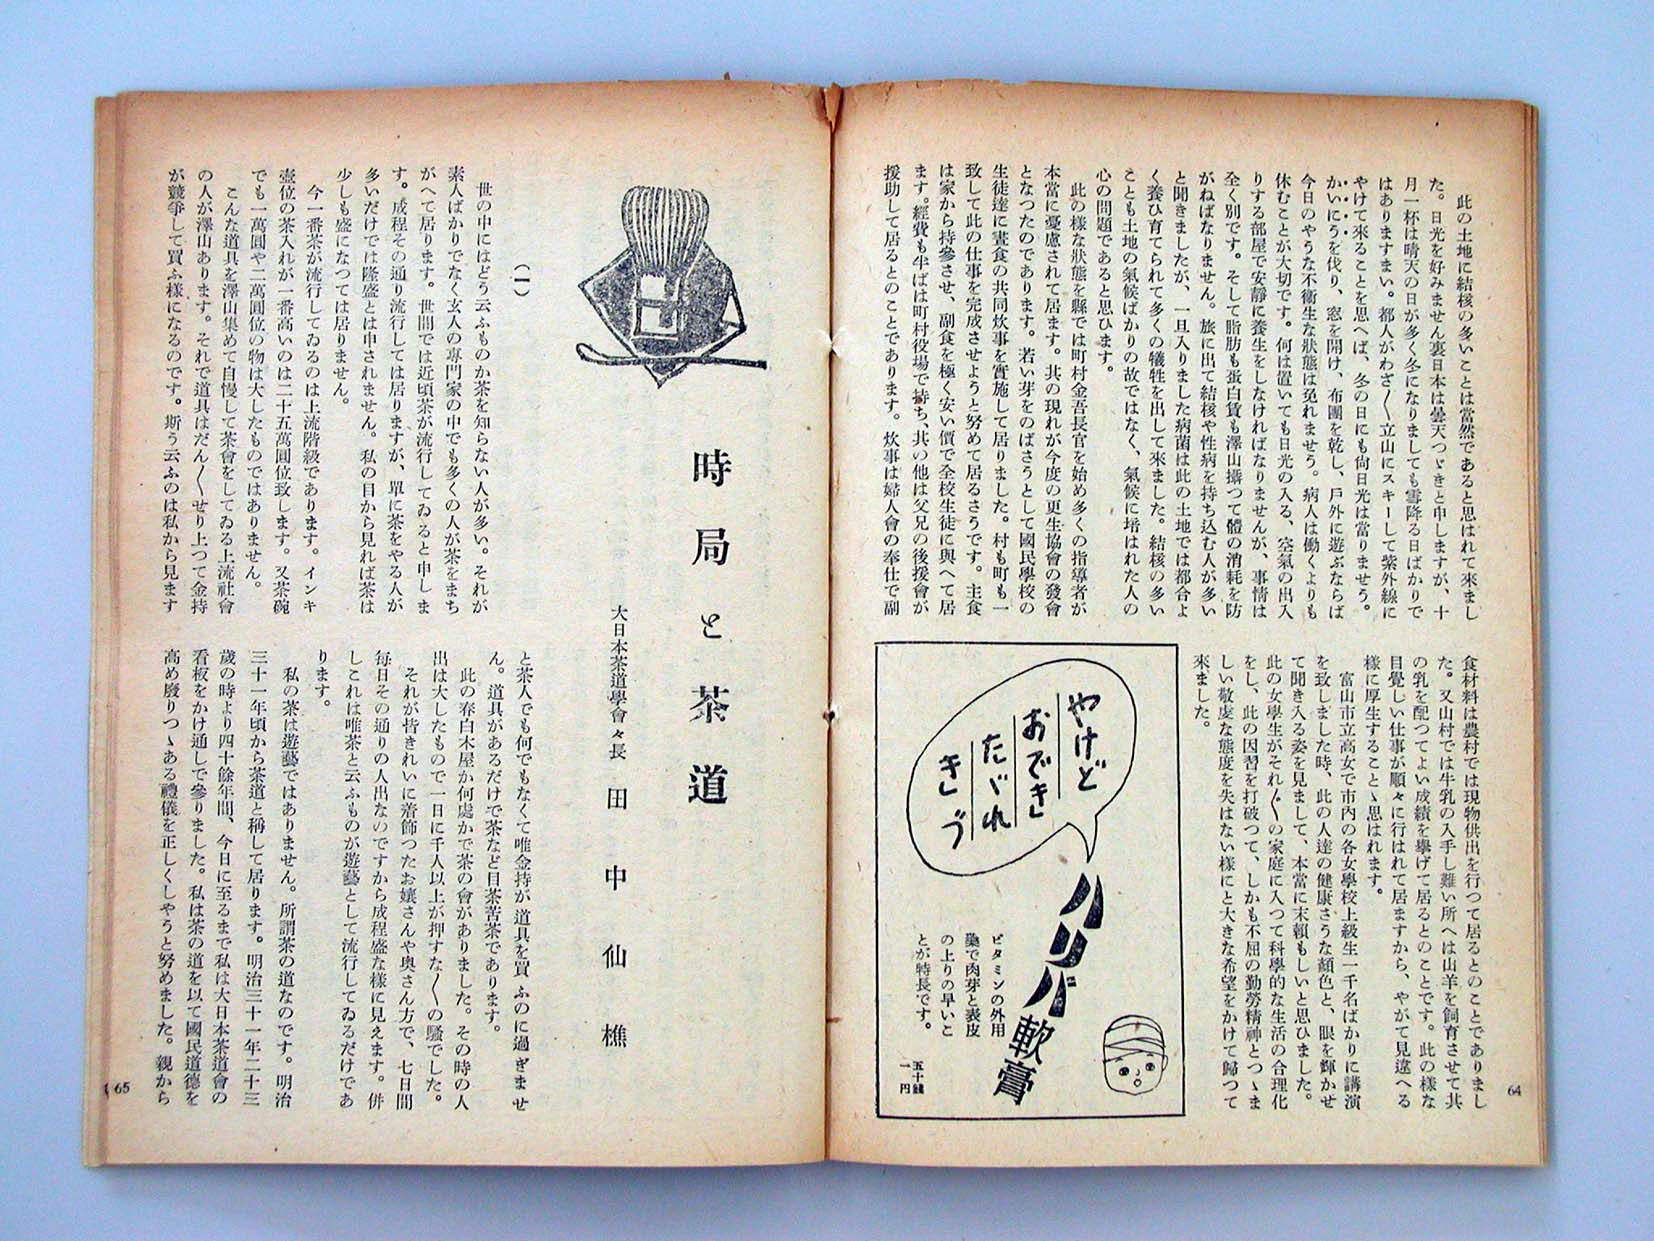 此の土地に結核の多いことは當然であると思はれて來まし
た。日光を好みません裏日本は曇天つゞきと申しますが、十
月一杯は晴天の日が多く冬になりましても雪降る日ばかりで
はありますまい。都人がわざ〱立山にスキーして紫外線に
やけて來ることを思へば、冬の日にも尙日光は當りませう。
かいにうを伐り、窓を開け、布團を乾し、戶外に遊ぶならば
今日のやうな不衞生な狀態は免れませう。病人は働くよりも
休むことが大切です。何は置いても日光の入る、空氣の出入
りする部屋で安靜に養生をしなければなりませんが、事情は
全く別です。そして脂肪も蛋白質も澤山攝つて體の消耗を防
がねばなりません。旅に出て結核や性病を持ち込む人が多い
と聞きましたが、一旦入りました病菌は此の土地では都合よ
く養ひ育てられて多くの犧牲を出して來ました。結核の多い
ことも土地の氣候ばかりの故ではなく、氣候に培はれた人の
心の問題であると思ひます。
此の樣な狀態を縣では町村金吾長官を始め多くの指導者が
本當に憂慮されて居ます。其の現れが今度の更生協會の發會
となつたのであります。若い芽をのばさうとして國民學校の
生徒達に晝食の共同炊事を實施して居りました。村も町も一
致して此の仕事を完成させようと努めて居るさうです。主食
は家から持參させ、副食を極く安い價で全校生徒に與へて居
ます。經費も半ばは町村役場で持ち、其の他は父兄の後援會が
援助して居るとのことであります。炊事は婦人會の奉仕で副
食材料は農村では現物供出を行つて居るとのことでありまし
た。又山村では牛乳の入手し難い所へは山羊を飼育させて共
の乳を配つてよい成績を擧げて居るとのことです。此の樣な
目覺しい仕事が順々に行はれて居ますから、やがて見違へる
樣に厚生することゝ思はれます。
富山市立高女で市內の各女學校上級生一千名ばかりに講演
を致しました時、此の人達の健康さうな顏色と、眼を輝かせ
て聞き入る姿を見まして、本當に末賴もしいと思ひました。
此の女學生がそれ〲の家庭に入つて科學的な生活の合理化
をし、此の因習を打破つて、しかも不屈の勤勞精神とつゝま
しい敬虔な態度を失はない樣にと大きな希望をかけて歸つて
來ました。
やけど
おでき
たゞれ
きづ
ハリバ軟膏
ビタミンの外用
藥で肉芽と表皮
の上りの早いこ
とが特長です。
五十錢
一円
64
時局と茶道
大日本茶道學會々長 田中仙樵
(一)
世の中にはどう云ふものか茶を知らない人が多い。それが
素人ばかりでなく玄人の專門家の中でも多くの人が茶をまち
がへて居ります。世間では近頃茶が流行してゐると申しま
す。成程その通り流行しては居りますが、單に茶をやる人が
多いだけでは隆盛とは申されません。私の目から見れば茶は
少しも盛になつては居りません。
今一番茶が流行してゐるのは上流階級であります。インキ
壺位の茶入れが一番高いのは二十五萬圓位致します。又茶碗
でも一萬圓や二萬圓位の物は大したものではありません。
こんな道具を澤山集めて自慢して茶會をしてゐる上流社會
の人が澤山あります。それで道具はだん〱せり上つて金持
が競爭して買ふ樣になるのです。斯う云ふのは私から見ます
と茶人でも何でもなくて唯金持が道具を買ふのに過ぎませ
ん。道具があるだけで茶など目茶苦茶であります。
此の春白木屋か何處かで茶の會がありました。その時の人
出は大したもので一日に千人以上が押すな〱の騷でした。
それが皆きれいに着飾つたお孃さんや奧さん方で、七日間
每日その通りの人出なのですから成程盛な樣に見えます。併
しこれは唯茶と云ふものが遊藝として流行してゐるだけであ
ります。
私の茶は遊藝ではありません。所謂茶の道なのです。明治
三十一年頃から茶道と稱して居ります。明治三十一年二十三
歲の時より四十餘年間、今日に至るまで私は大日本茶道會の
看板をかけ通しで參りました。私は茶の道を以て國民道德を
高め廢りつゝある禮儀を正しくしやうと努めました。親から
65